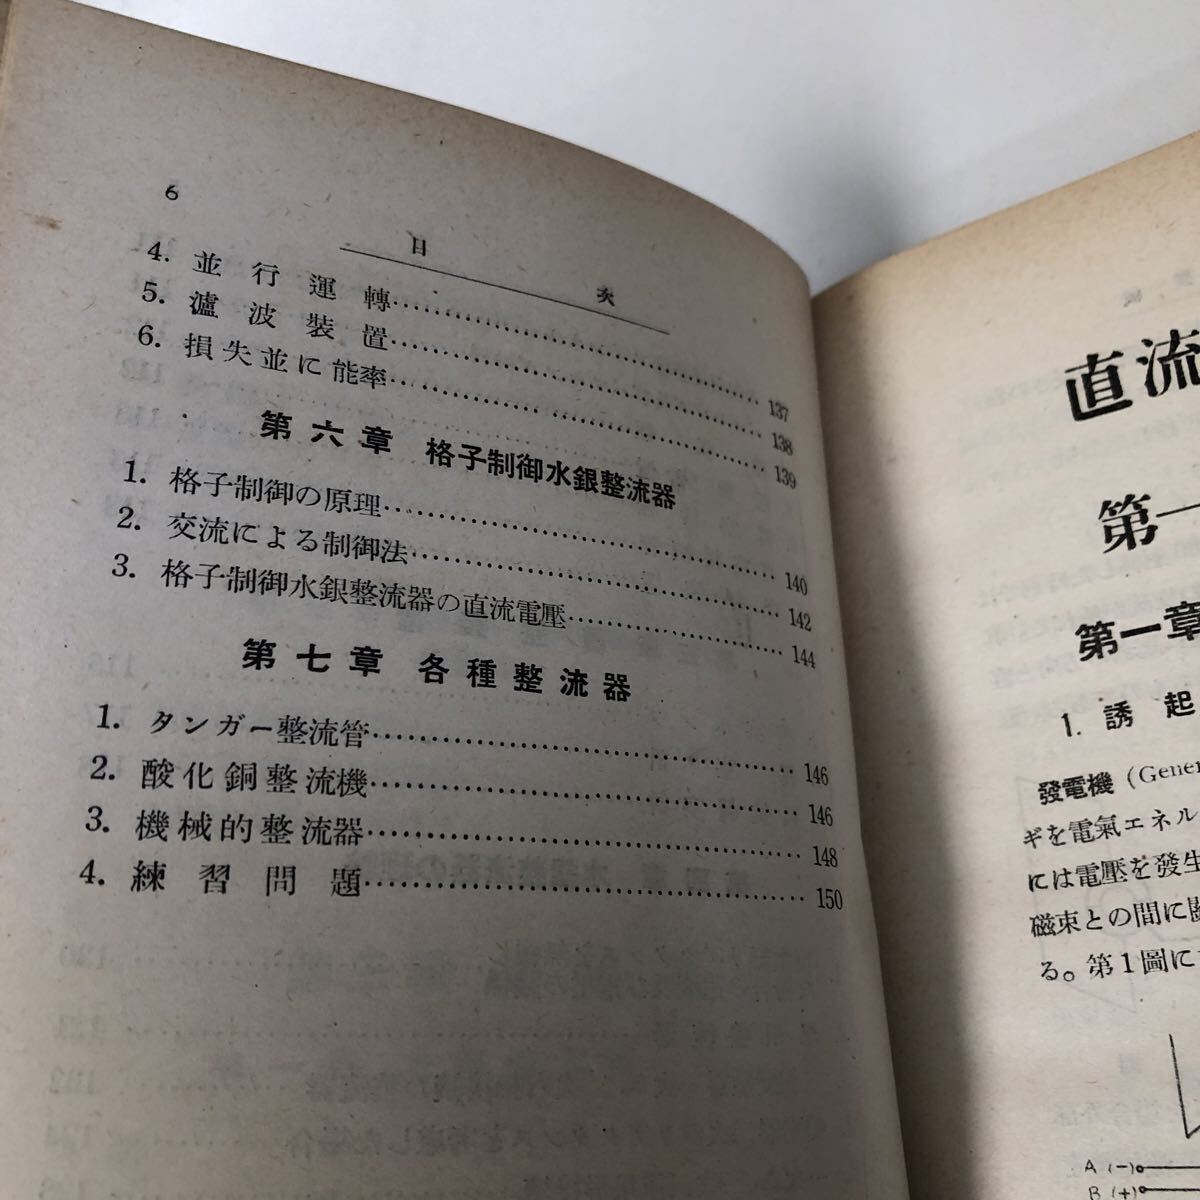 6
目 次
4. 並行運轉 137
5. 濾波裝置 138
6. 損失並に能率 139
第六章 格子制御水銀整流器
1. 格子制御の原理 140
2. 交流による制御法 142
3. 格子制御水銀整流器の直流電壓 144
第七章 各種整流器
1. タンガー整流管 146
2. 酸化銅整流機 146
3. 機械的整流器 148
4. 練習問題 150
直流
第一
第一章
1. 誘起
發電機 (Gener
ギを電氣エネル
には電壓を發生
磁束との間に關
る。第1圖に
A (−)
B (+)